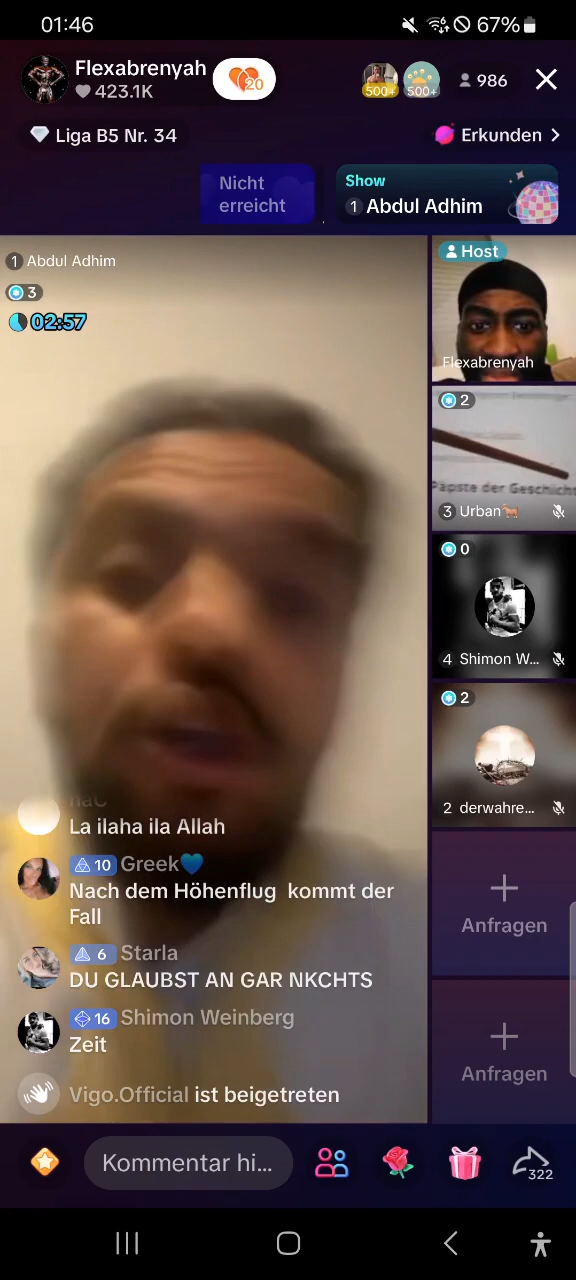 01:46
67%
Flexabrenyah
423.1K
20
500+
500+
986
Liga B5 Nr. 34
Erkunden
Nicht
erreicht
Show
1 Abdul Adhim
1 Abdul Adhim
3
02:57
Host
Flexabrenyah
2
Päpste der Geschicht
3 Urban
0
4 Shimon W...
2
2 derwahre...
La ilaha ila Allah
10 Greek
Nach dem Höhenflug kommt der
Fall
6 Starla
DU GLAUBST AN GAR NKCHTS
16 Shimon Weinberg
Zeit
Vigo.Official ist beigetreten
Anfragen
Anfragen
Kommentar hi...
322